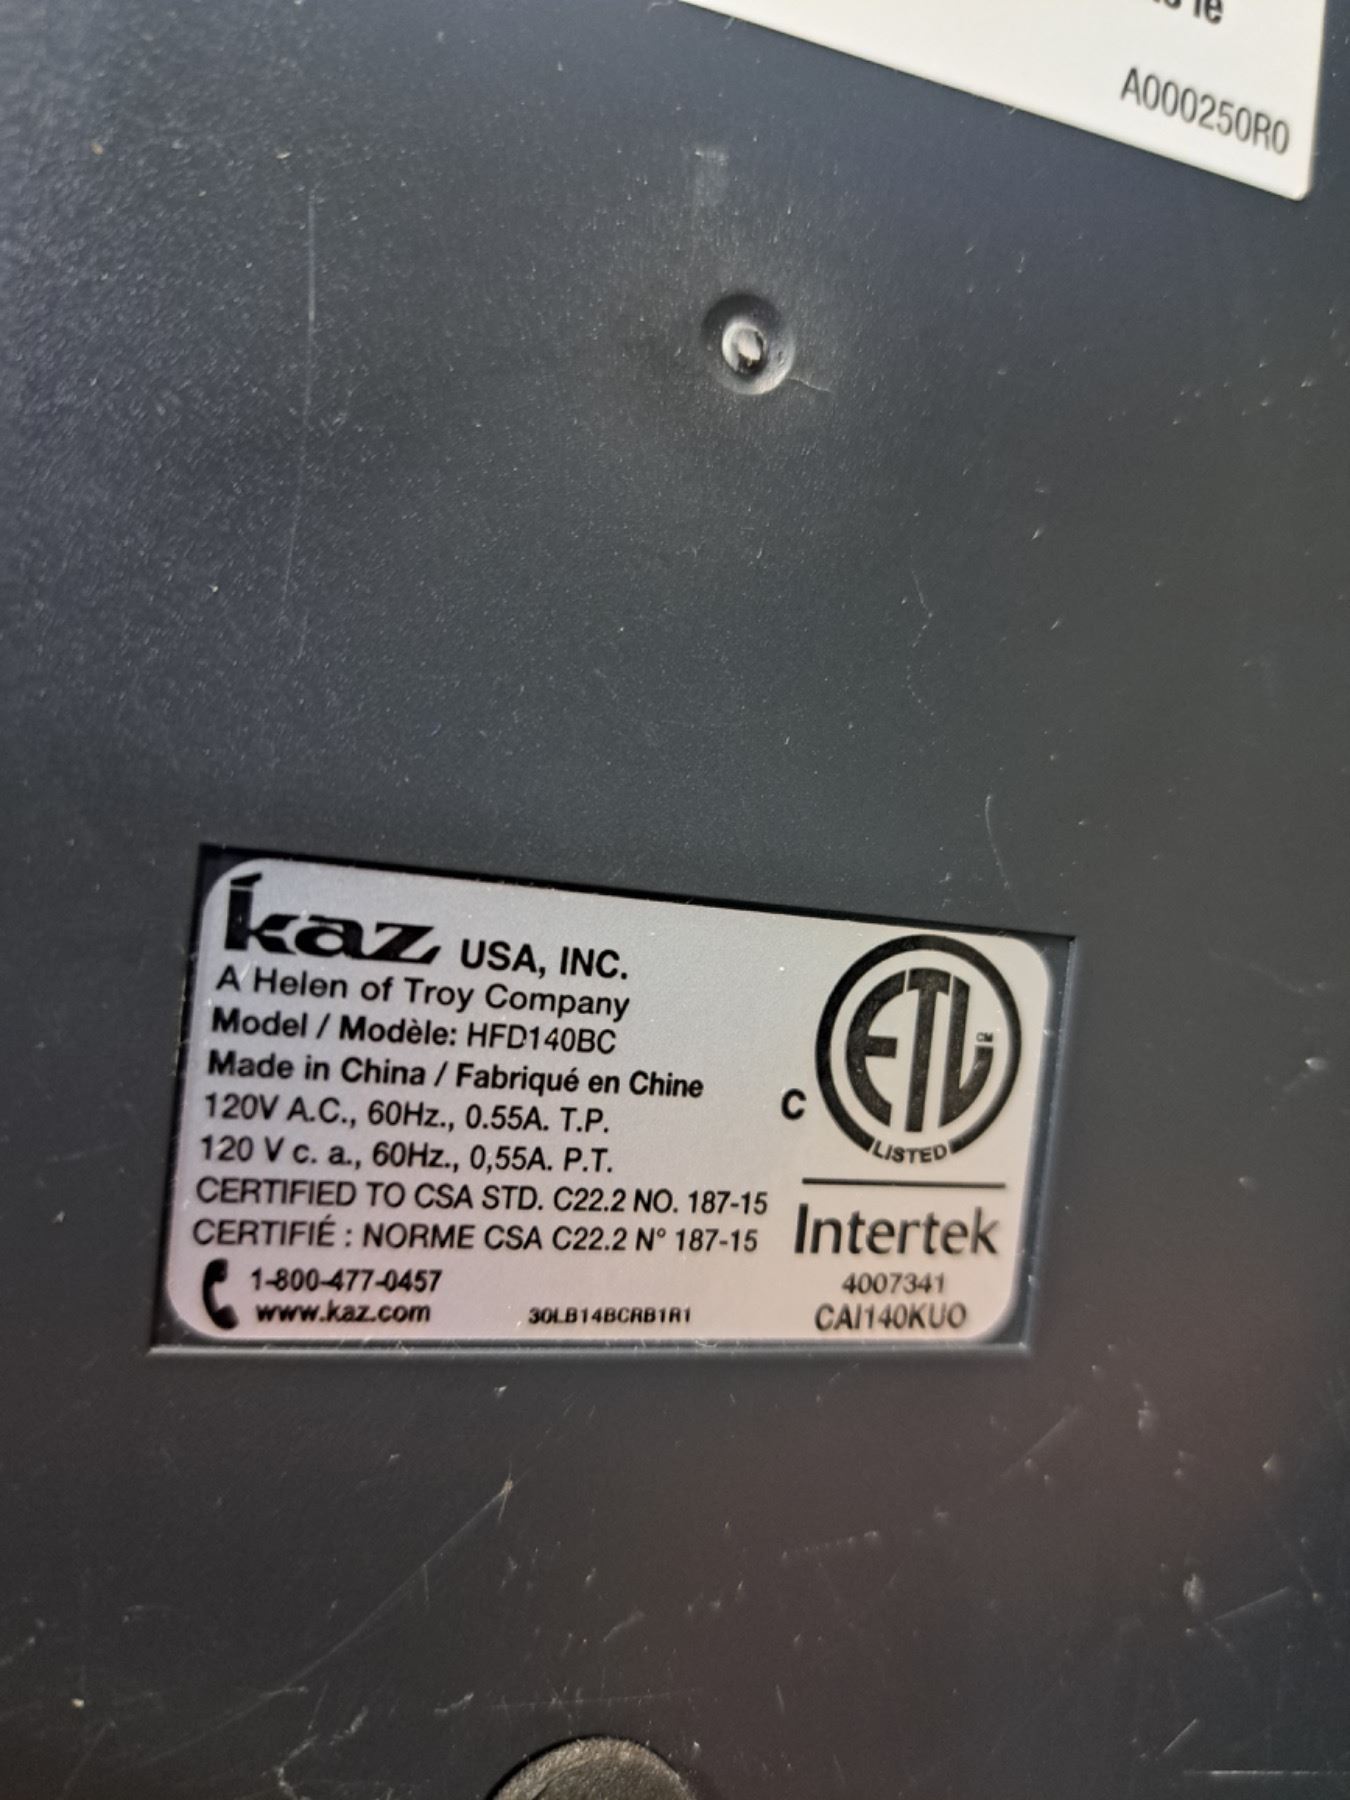 le
A000250R0
kaz USA, INC.
A Helen of Troy Company
Model / Modèle: HFD140BC
Made in China / Fabriqué en Chine
120V A.C., 60Hz., 0.55A. T.P.
120 V c. a., 60Hz., 0,55A. P.T.
CERTIFIED TO CSA STD. C22.2 NO. 187-15
CERTIFIÉ : NORME CSA C22.2 N° 187-15
1-800-477-0457
www.kaz.com
30LB14BCRB1R1
C
ETL CM
LISTED
Intertek
4007341
CAI140KUO